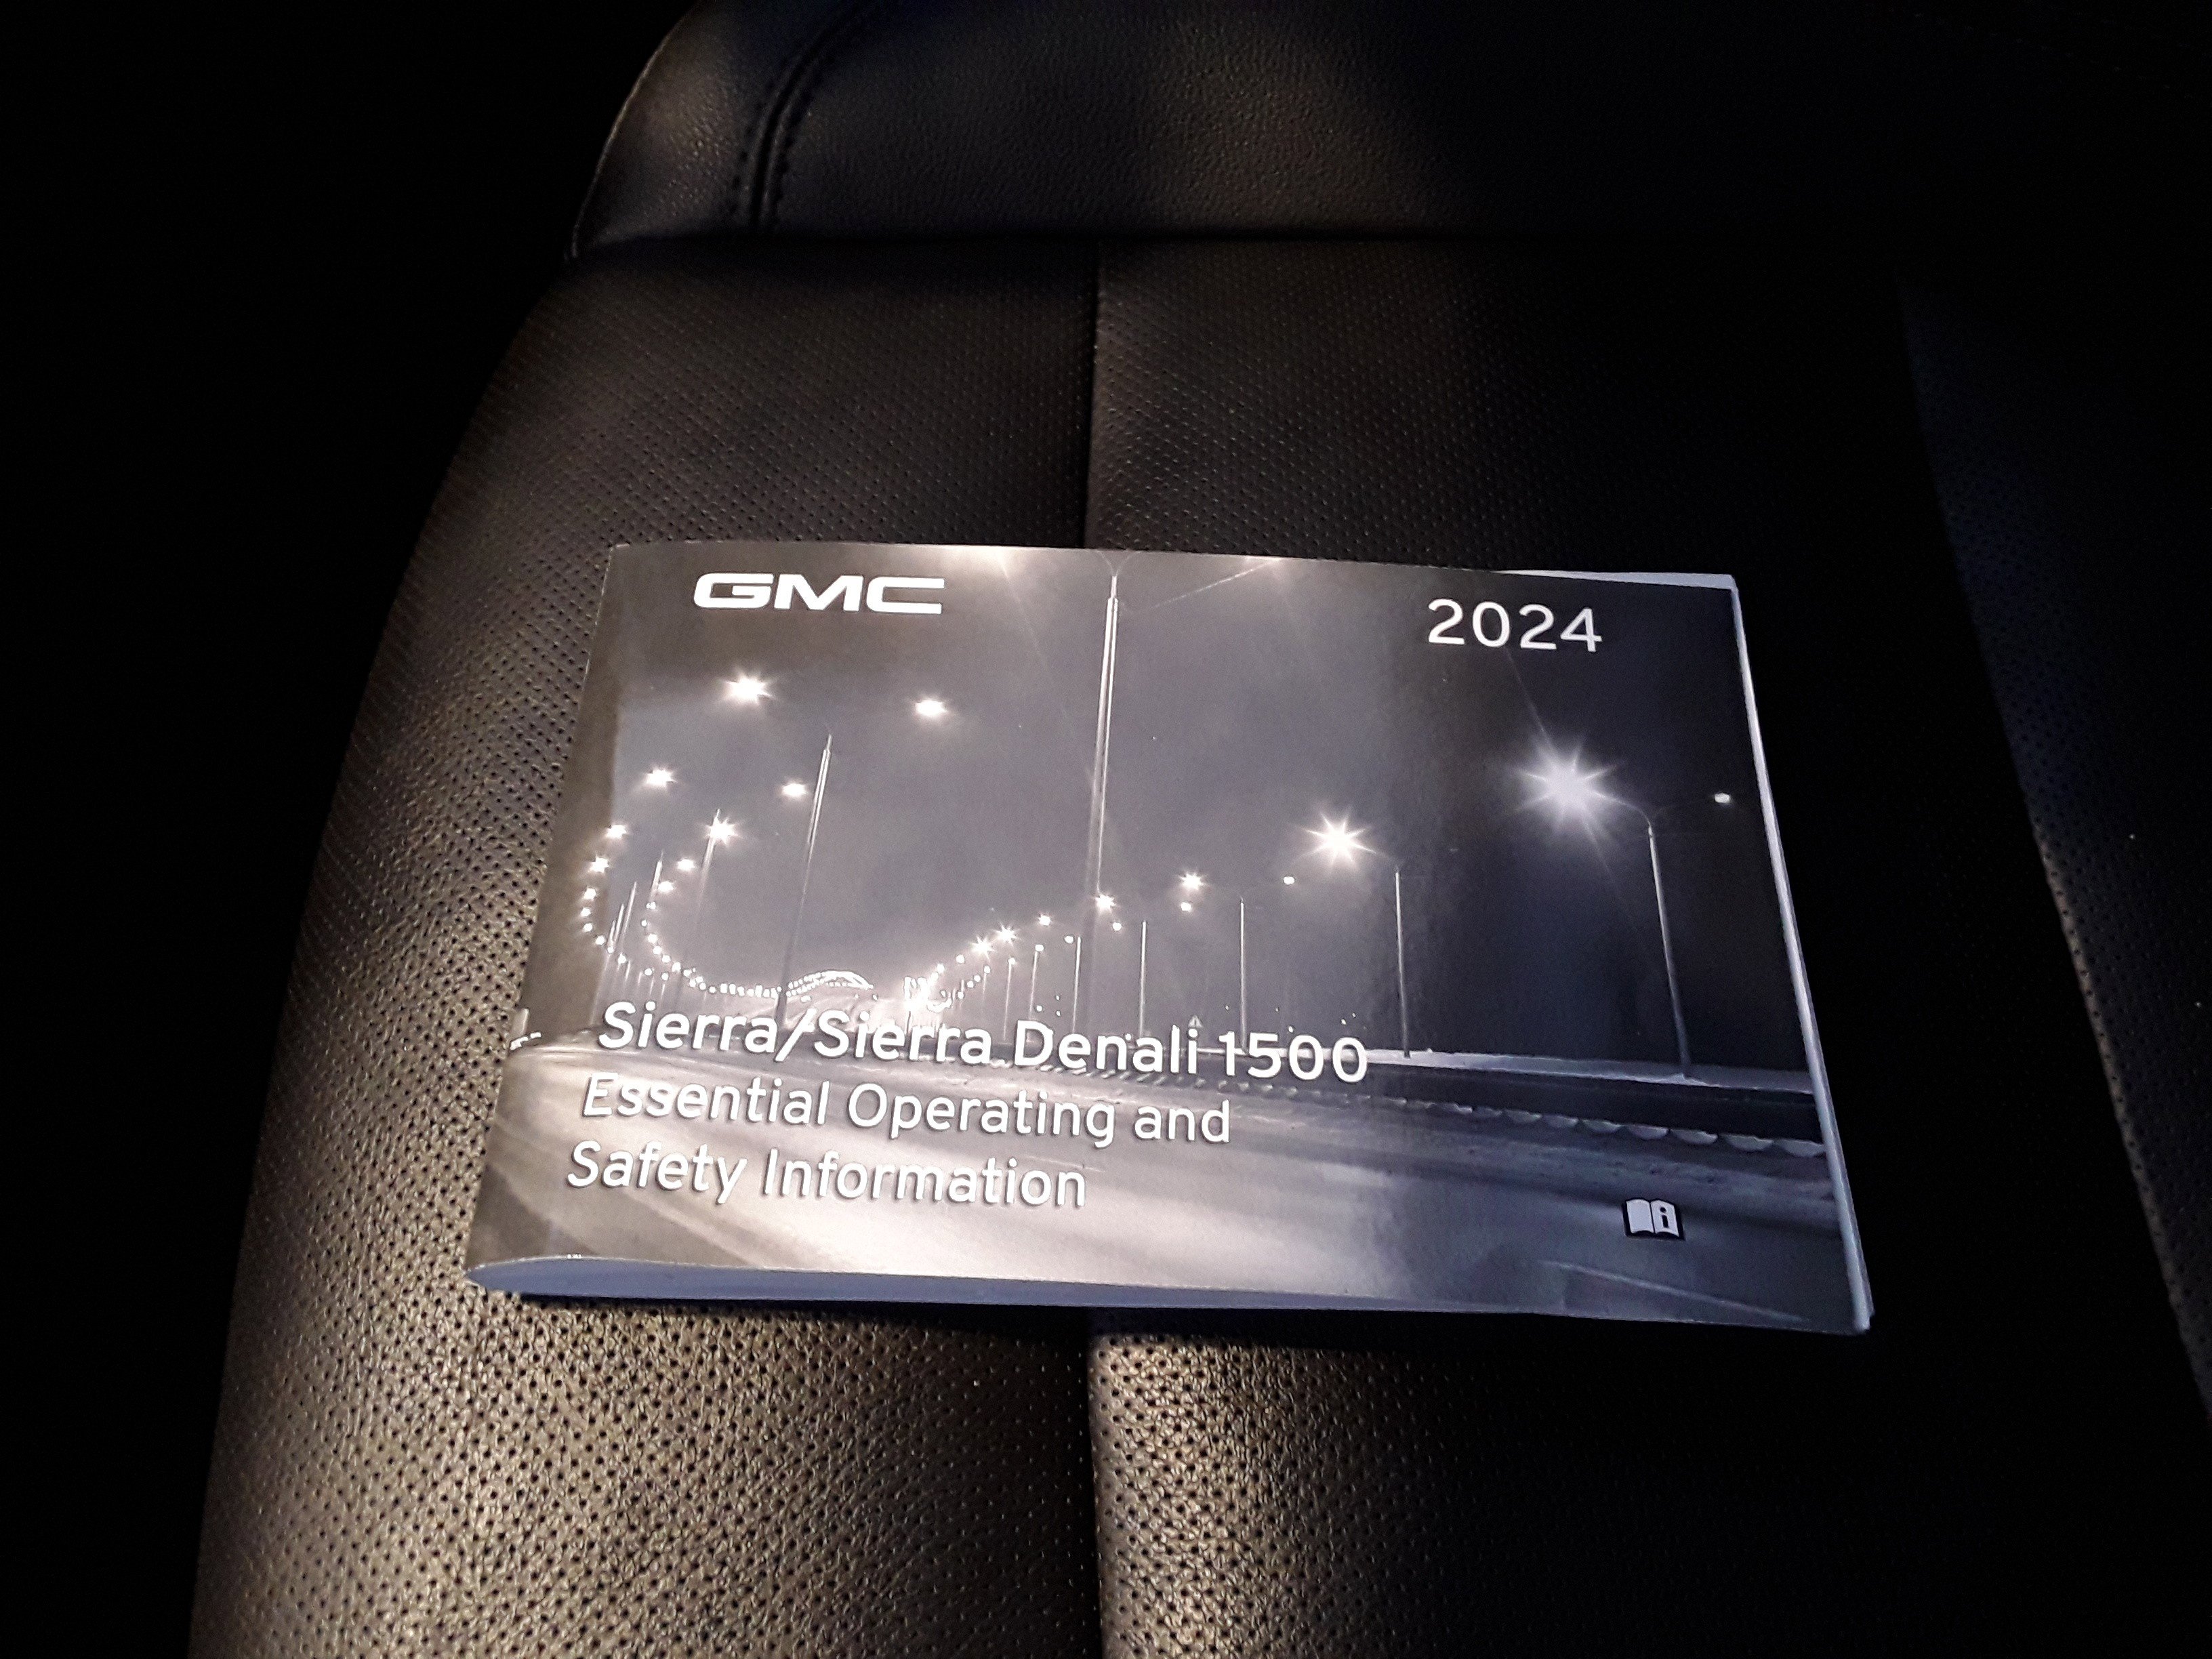 GMC
2024
Sierra/Sierra Denali 1500
Essential Operating and
Safety Information